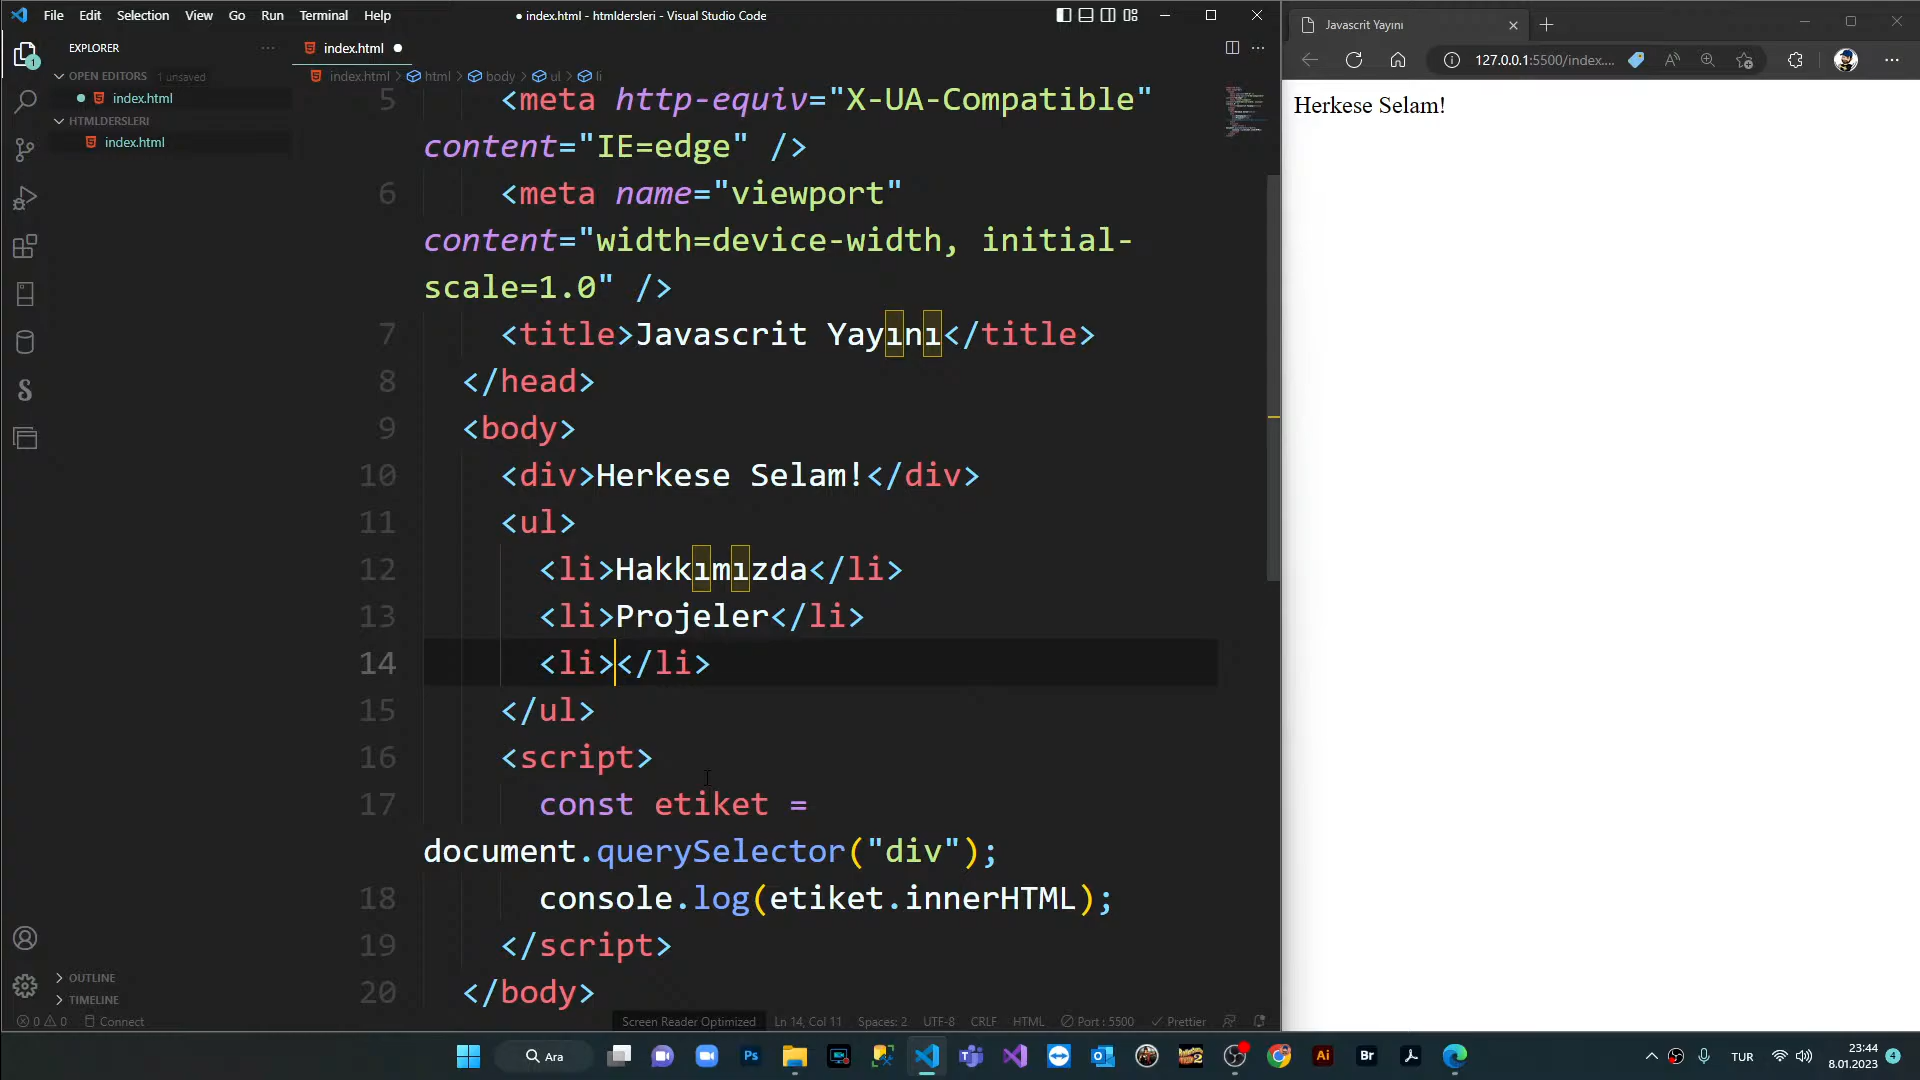 File Edit Selection View Go Run Terminal Help
● index.html - htmldersleri - Visual Studio Code
Javascrit Yayını
127.0.0.1:5500/index....
EXPLORER
OPEN EDITORS 1 unsaved
index.html
HTMLDERSLERI
index.html
index.html
index.html > html > body > ul > li
5 <meta http-equiv="X-UA-Compatible"
content="IE=edge" />
6 <meta name="viewport"
content="width=device-width, initial-
scale=1.0" />
7 <title>Javascrit Yayını</title>
8 </head>
9 <body>
10 <div>Herkese Selam!</div>
11 <ul>
12 <li>Hakkımızda</li>
13 <li>Projeler</li>
14 <li></li>
15 </ul>
16 <script>
17 const etiket =
document.querySelector("div");
18 console.log(etiket.innerHTML);
19 </script>
20 </body>
Herkese Selam!
OUTLINE
TIMELINE
0 0 Connect
Screen Reader Optimized Ln 14, Col 11 Spaces: 2 UTF-8 CRLF HTML Port : 5500 Prettier
Ara
TUR
23:44
8.01.2023
4